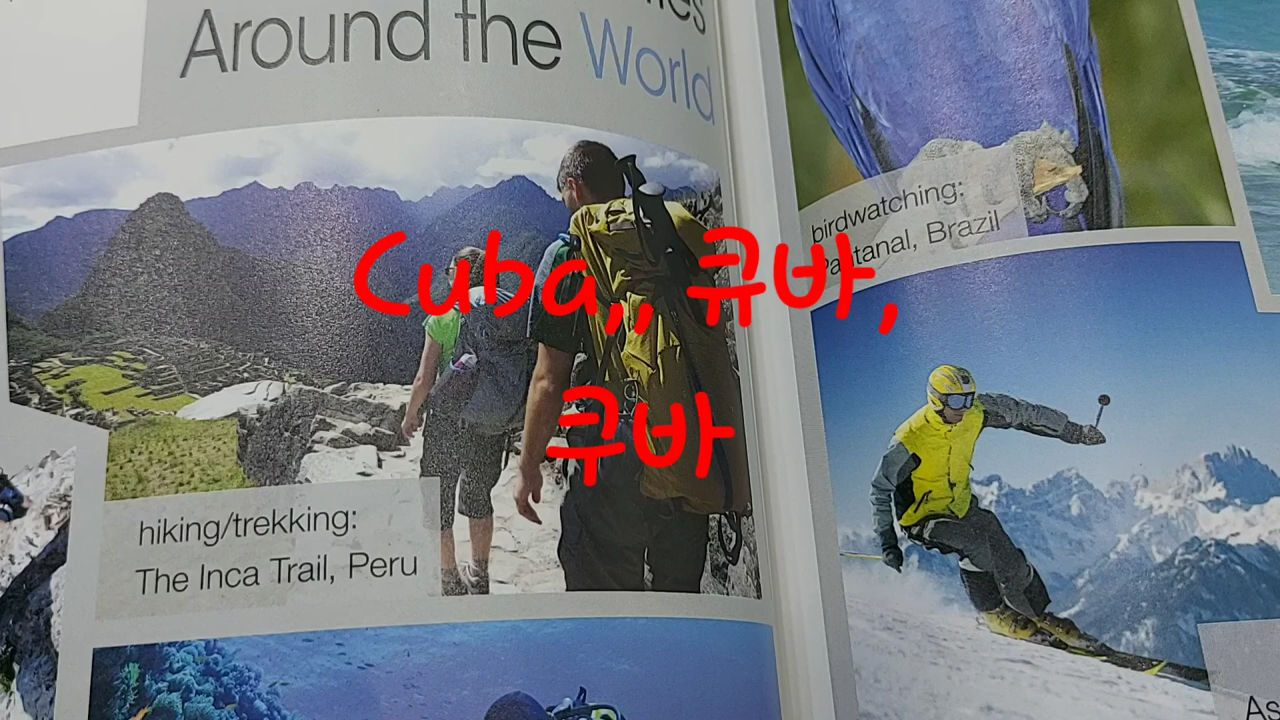 Around the World
birdwatching:
Pantanal, Brazil
Cuba,, 쿠바,
쿠바
hiking/trekking:
The Inca Trail, Peru